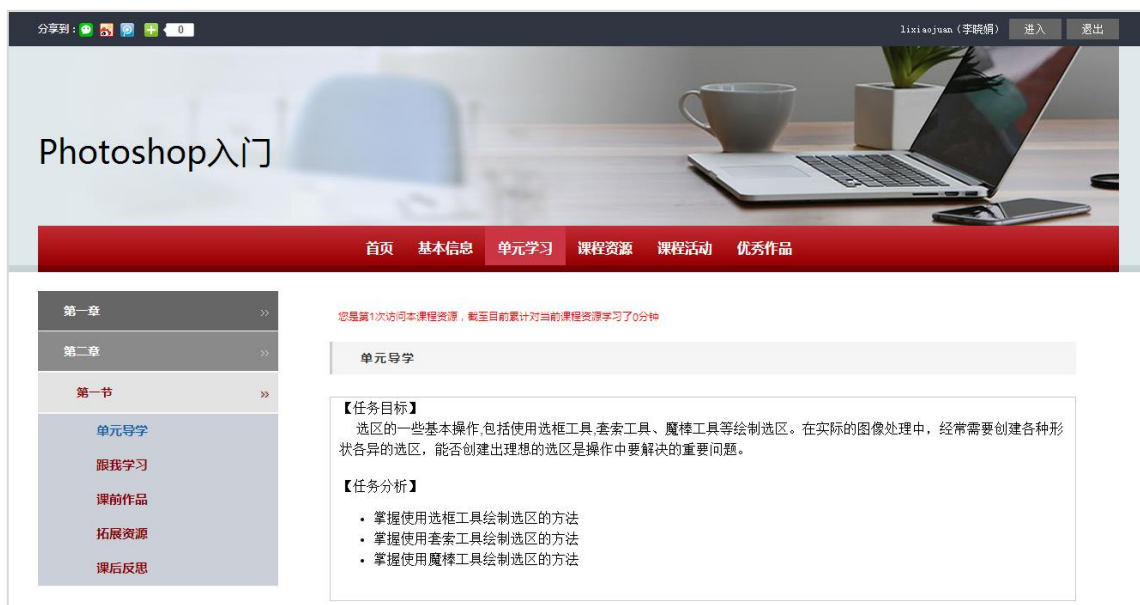 分享到:
0
lixiaojuan(李晓娟) 进入 退出
Photoshop入门
首页 基本信息 单元学习 课程资源 课程活动 优秀作品
第一章
第二章
第一节
单元导学
跟我学习
课前作品
拓展资源
课后反思
您是第1次访问本课程资源,截至目前累计对当前课程资源学习了0分钟
单元导学
【任务目标】
选区的一些基本操作,包括使用选框工具,套索工具、魔棒工具等绘制选区。在实际的图像处理中,经常需要创建各种形
状各异的选区,能否创建出理想的选区是操作中要解决的重要问题。
【任务分析】
• 掌握使用选框工具绘制选区的方法
• 掌握使用套索工具绘制选区的方法
• 掌握使用魔棒工具绘制选区的方法